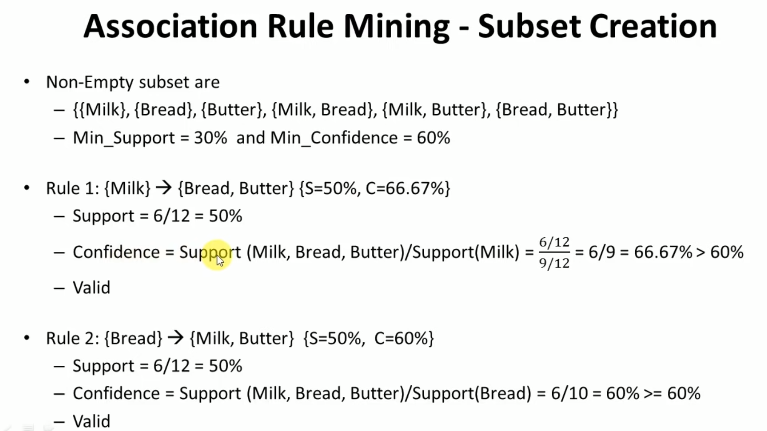 Association Rule Mining - Subset Creation
• Non-Empty subset are
– {{Milk}, {Bread}, {Butter}, {Milk, Bread}, {Milk, Butter}, {Bread, Butter}}
– Min_Support = 30%  and Min_Confidence = 60%
• Rule 1: {Milk} → {Bread, Butter} {S=50%, C=66.67%}
– Support = 6/12 = 50%
– Confidence = Support (Milk, Bread, Butter)/Support(Milk) = 6/12 / 9/12 = 6/9 = 66.67% > 60%
– Valid
• Rule 2: {Bread} → {Milk, Butter}  {S=50%,  C=60%}
– Support = 6/12 = 50%
– Confidence = Support (Milk, Bread, Butter)/Support(Bread) = 6/10 = 60% >= 60%
– Valid